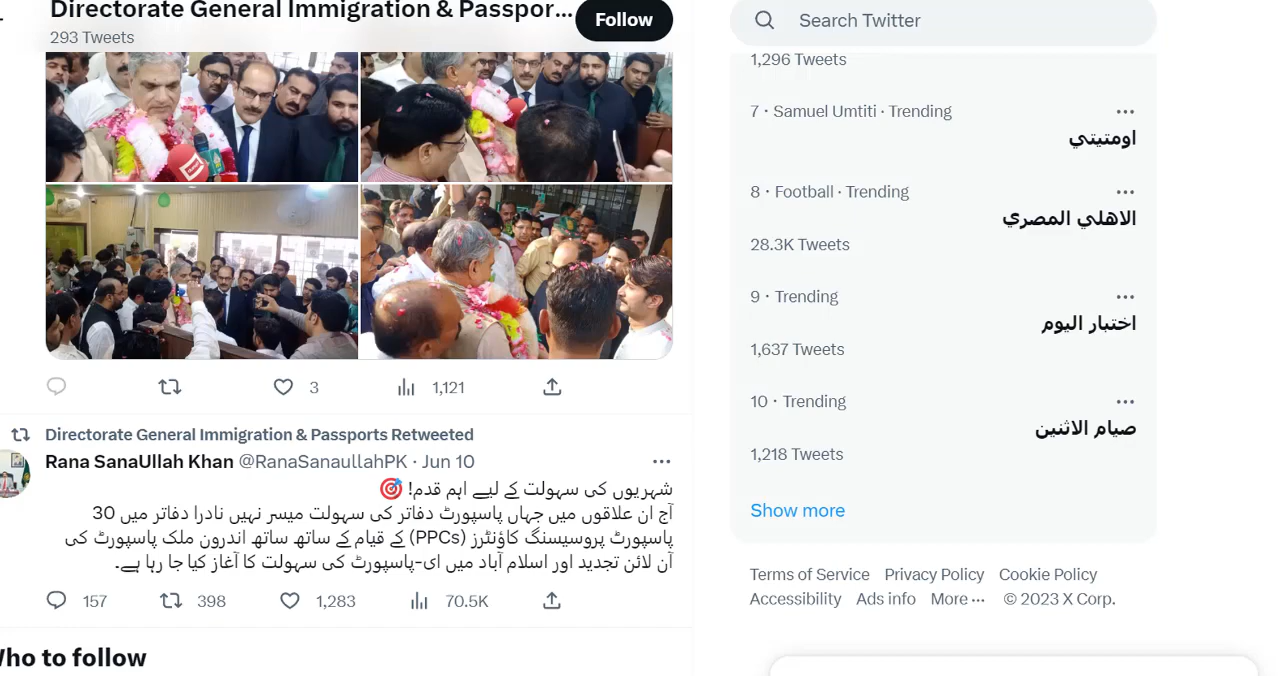 Directorate General Immigration & Passpor...
293 Tweets
Follow
3
1,121
Directorate General Immigration & Passports Retweeted
Rana SanaUllah Khan @RanaSanaullahPK · Jun 10
شہریوں کی سہولت کے لیے اہم قدم! 🎯
آج ان علاقوں میں جہاں پاسپورٹ دفاتر کی سہولت میسر نہیں نادرا دفاتر میں 30
پاسپورٹ پروسیسنگ کاؤنٹرز (PPCs) کے قیام کے ساتھ ساتھ اندرون ملک پاسپورٹ کی
آن لائن تجدید اور اسلام آباد میں ای-پاسپورٹ کی سہولت کا آغاز کیا جا رہا ہے۔
157
398
1,283
70.5K
Who to follow
Search Twitter
1,296 Tweets
7 · Samuel Umtiti · Trending
اومتيتي
8 · Football · Trending
الاهلي المصري
28.3K Tweets
9 · Trending
اختبار اليوم
1,637 Tweets
10 · Trending
صيام الاثنين
1,218 Tweets
Show more
Terms of Service Privacy Policy Cookie Policy
Accessibility Ads info More ··· © 2023 X Corp.